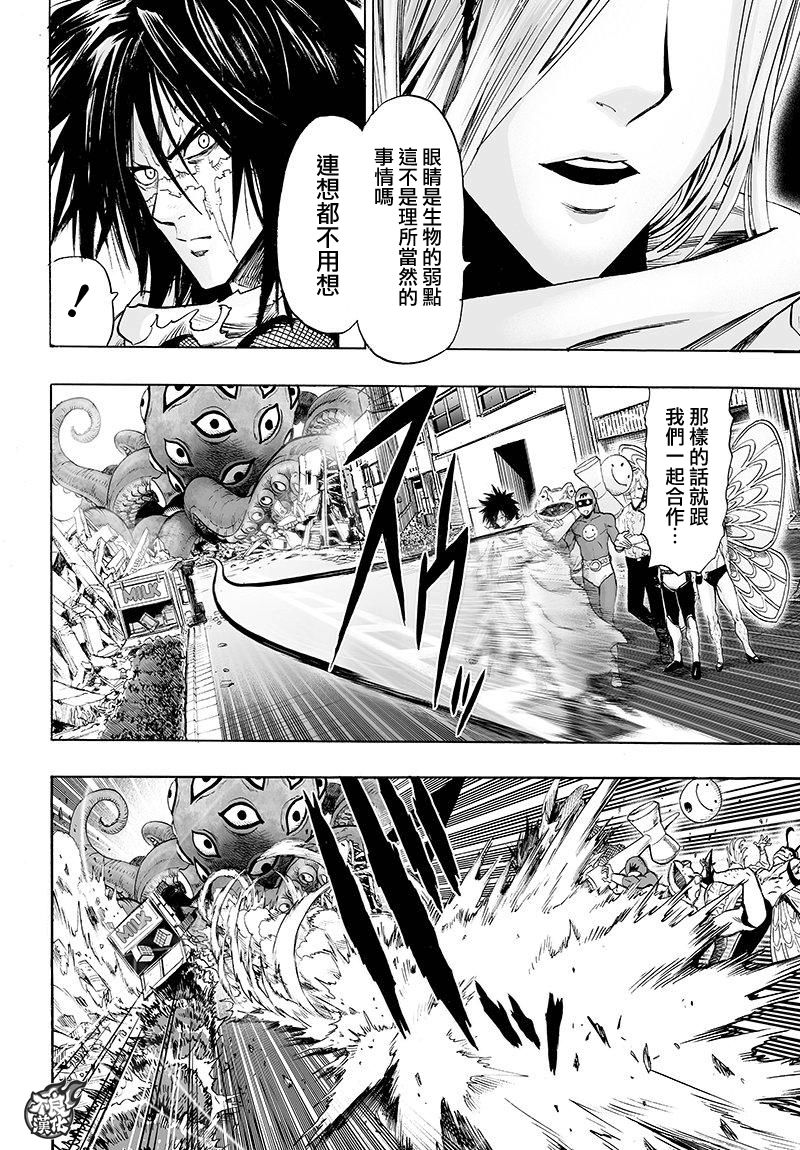 眼睛是生物的弱點
這不是理所當然的
事情嗎
連想都不用想
！
那樣的話就跟
我們一起合作…
MILK
MILK
漢化